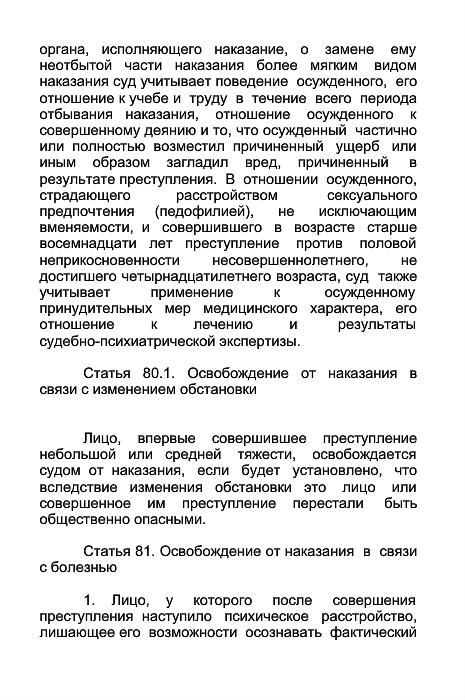 органа, исполняющего наказание, о замене ему
неотбытой части наказания более мягким видом
наказания суд учитывает поведение осужденного, его
отношение к учебе и труду в течение всего периода
отбывания наказания, отношение осужденного к
совершенному деянию и то, что осужденный частично
или полностью возместил причиненный ущерб или
иным образом загладил вред, причиненный в
результате преступления. В отношении осужденного,
страдающего расстройством сексуального
предпочтения (педофилией), не исключающим
вменяемости, и совершившего в возрасте старше
восемнадцати лет преступление против половой
неприкосновенности несовершеннолетнего, не
достигшего четырнадцатилетнего возраста, суд также
учитывает применение к осужденному
принудительных мер медицинского характера, его
отношение к лечению и результаты
судебно-психиатрической экспертизы.
Статья 80.1. Освобождение от наказания в
связи с изменением обстановки
Лицо, впервые совершившее преступление
небольшой или средней тяжести, освобождается
судом от наказания, если будет установлено, что
вследствие изменения обстановки это лицо или
совершенное им преступление перестали быть
общественно опасными.
Статья 81. Освобождение от наказания в связи
с болезнью
1. Лицо, у которого после совершения
преступления наступило психическое расстройство,
лишающее его возможности осознавать фактический